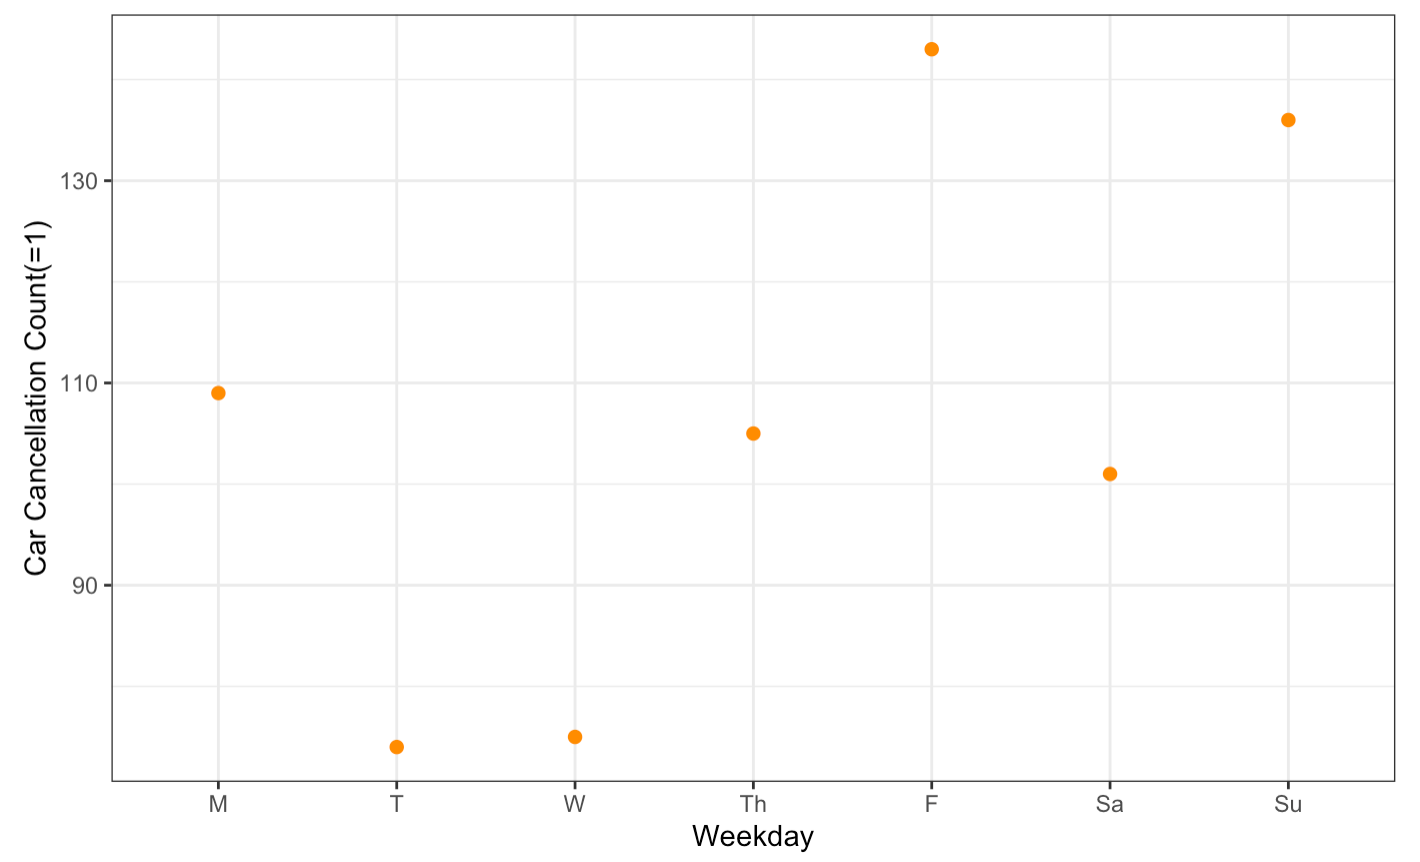 130
110
90
Car Cancellation Count(=1)
M T W Th F Sa Su
Weekday